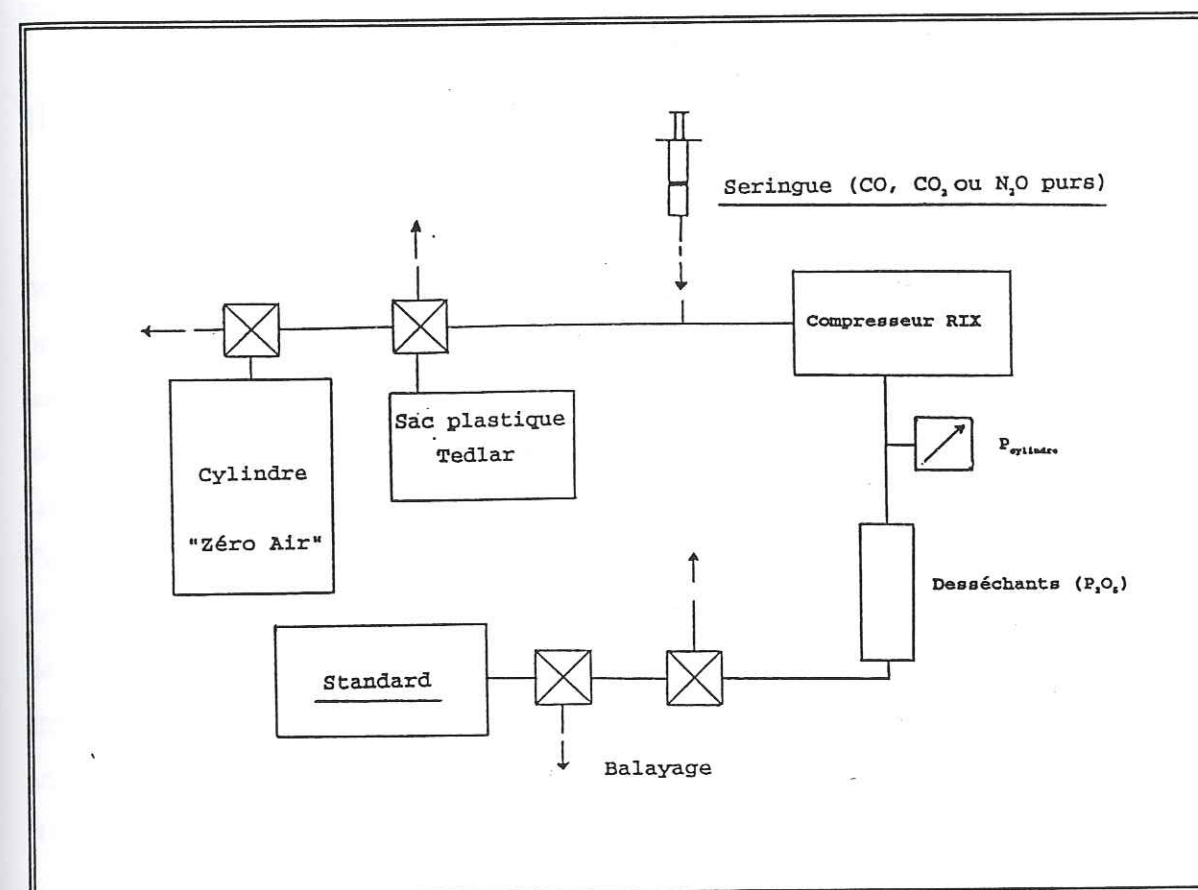 Seringue (CO, CO₂ ou N₂O purs)
Compresseur RIX
Sac plastique
Tedlar
P cylindre
Cylindre
"Zéro Air"
Desséchants (P₂O₅)
Standard
Balayage